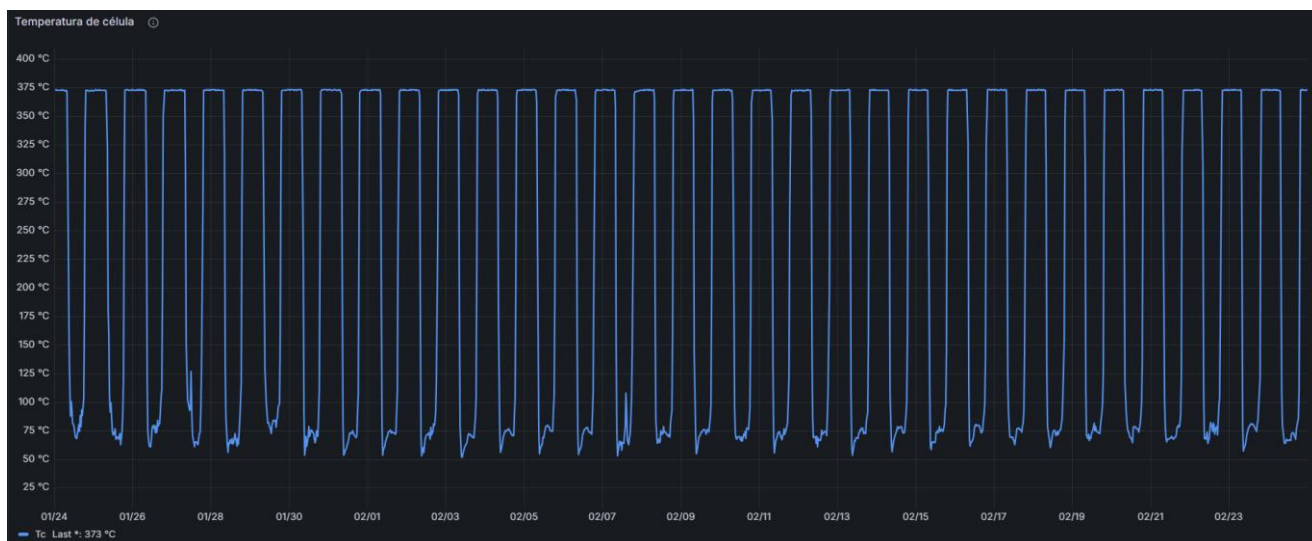 Temperatura de célula
400 °C
375 °C
350 °C
325 °C
300 °C
275 °C
250 °C
225 °C
200 °C
175 °C
150 °C
125 °C
100 °C
75 °C
50 °C
25 °C
01/24 01/26 01/28 01/30 02/01 02/03 02/05 02/07 02/09 02/11 02/13 02/15 02/17 02/19 02/21 02/23
Tc Last *: 373 °C